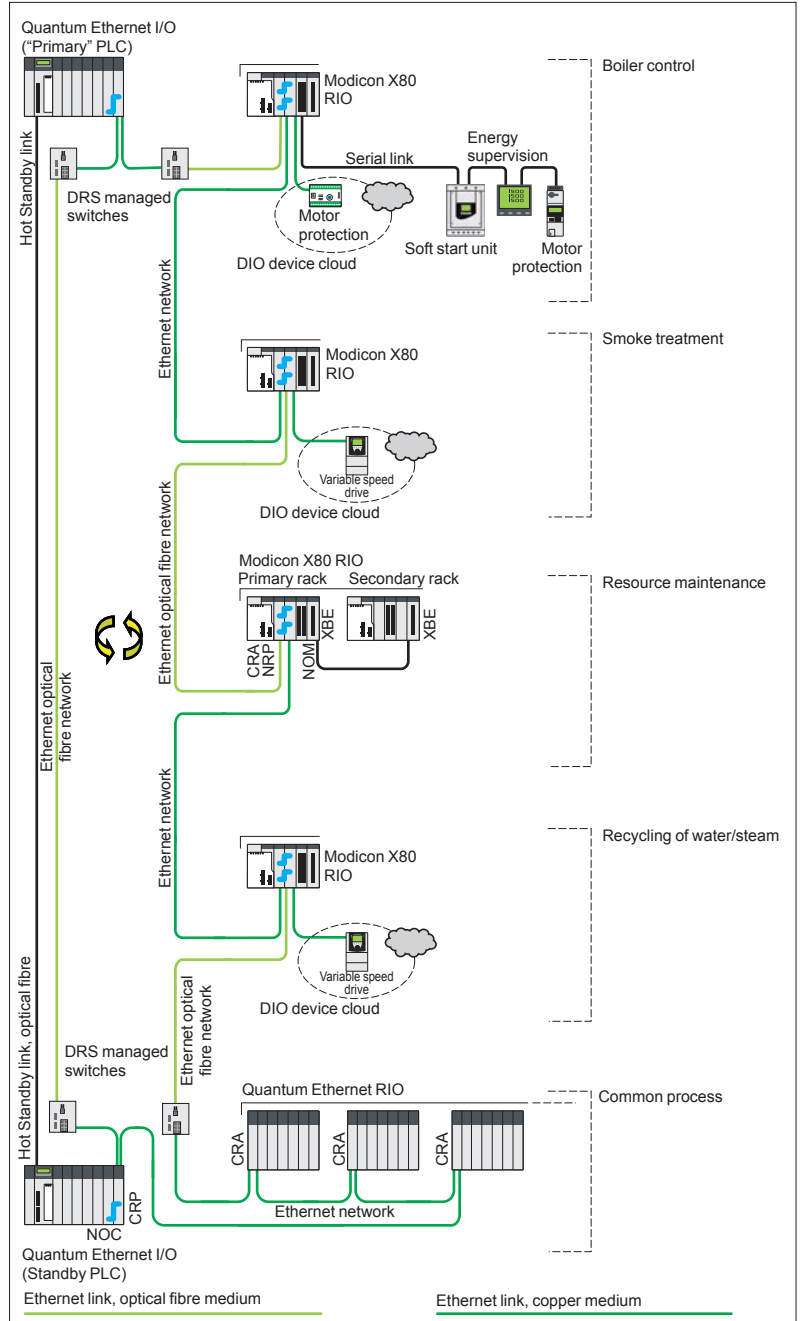 Quantum Ethernet I/O
("Primary" PLC)
Modicon X80
RIO
Boiler control
Hot Standby link
DRS managed
switches
Serial link
Energy
supervision
1500
1500
1500
Motor
protection
DIO device cloud
Soft start unit
Motor
protection
Ethernet network
Modicon X80
RIO
Smoke treatment
Variable speed
drive
DIO device cloud
Ethernet optical fibre network
Modicon X80 RIO
Primary rack
Secondary rack
Resource maintenance
CRA
NRP
NOM
XBE
XBE
Ethernet optical
fibre network
Ethernet network
Modicon X80
RIO
Recycling of water/steam
Variable speed
drive
DIO device cloud
Ethernet optical
fibre network
Hot Standby link, optical fibre
DRS managed
switches
Quantum Ethernet RIO
Common process
CRA
CRA
CRA
Ethernet network
CRP
NOC
Quantum Ethernet I/O
(Standby PLC)
Ethernet link, optical fibre medium
Ethernet link, copper medium